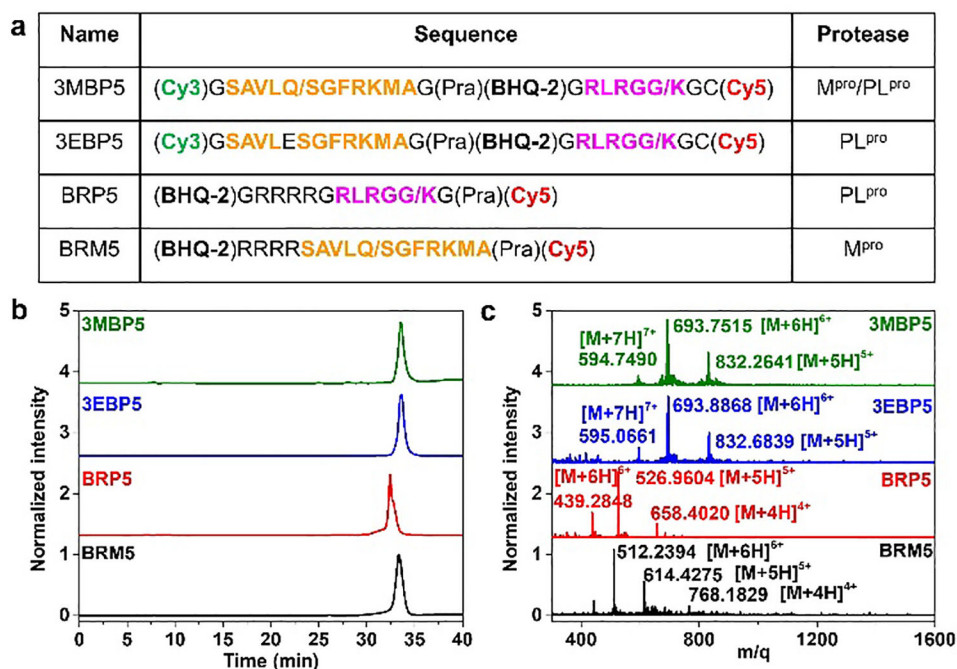 a
Name Sequence Protease
3MBP5 (Cy3)GSAVLQ/SGFRKMAG(Pra)(BHQ-2)GRLRGG/KGC(Cy5) Mpro/PLpro
3EBP5 (Cy3)GSAVLESGFRKMAG(Pra)(BHQ-2)GRLRGG/KGC(Cy5) PLpro
BRP5 (BHQ-2)GRRRRGRLRGG/KG(Pra)(Cy5) PLpro
BRM5 (BHQ-2)RRRRSAVLQ/SGFRKMA(Pra)(Cy5) Mpro
b
Normalized intensity
5
4
3
2
1
0
3MBP5
3EBP5
BRP5
BRM5
0 5 10 15 20 25 30 35 40
Time (min)
c
Normalized intensity
5
4
3
2
1
0
693.7515 [M+6H]6+
3MBP5
[M+7H]7+
594.7490
832.2641 [M+5H]5+
693.8868 [M+6H]6+
3EBP5
[M+7H]7+
595.0661
832.6839 [M+5H]5+
[M+6H]6+
439.2848
526.9604 [M+5H]5+
BRP5
658.4020 [M+4H]4+
BRM5
512.2394 [M+6H]6+
614.4275 [M+5H]5+
768.1829 [M+4H]4+
400 800 1200 1600
m/q